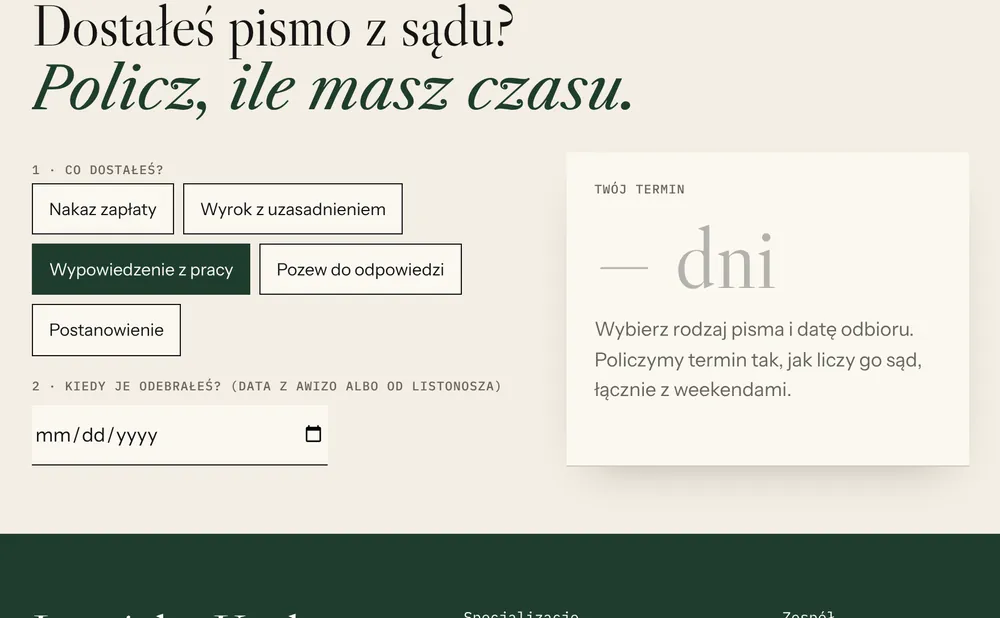 Dostałeś pismo z sądu?
Policz, ile masz czasu.
1 · CO DOSTAŁEŚ?
Nakaz zapłaty
Wyrok z uzasadnieniem
Wypowiedzenie z pracy
Pozew do odpowiedzi
Postanowienie
2 · KIEDY JE ODEBRAŁEŚ? (DATA Z AWIZO ALBO OD LISTONOSZA)
mm/dd/yyyy
TWÓJ TERMIN
— dni
Wybierz rodzaj pisma i datę odbioru.
Policzymy termin tak, jak liczy go sąd,
łącznie z weekendami.
Specjalizacje
Zespół